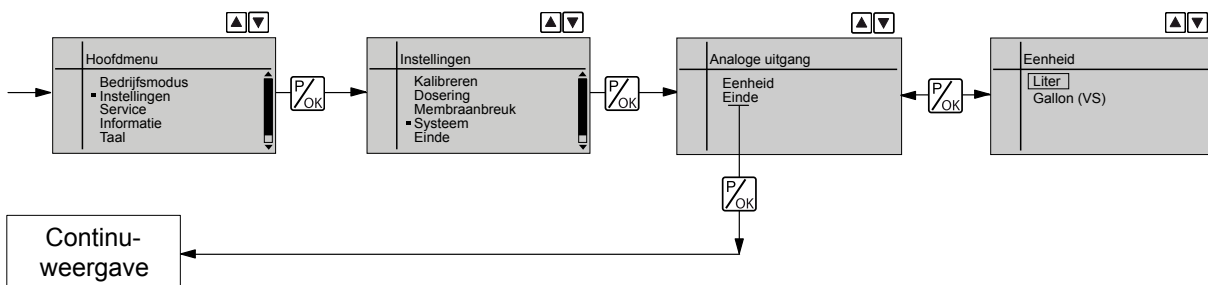 Hoofdmenu
Bedrijfsmodus
Instellingen
Service
Informatie
Taal
P/OK
Instellingen
Kalibreren
Dosering
Membraanbreuk
Systeem
Einde
P/OK
Analoge uitgang
Eenheid
Einde
P/OK
Eenheid
Liter
Gallon (VS)
P/OK
Continu-
weergave